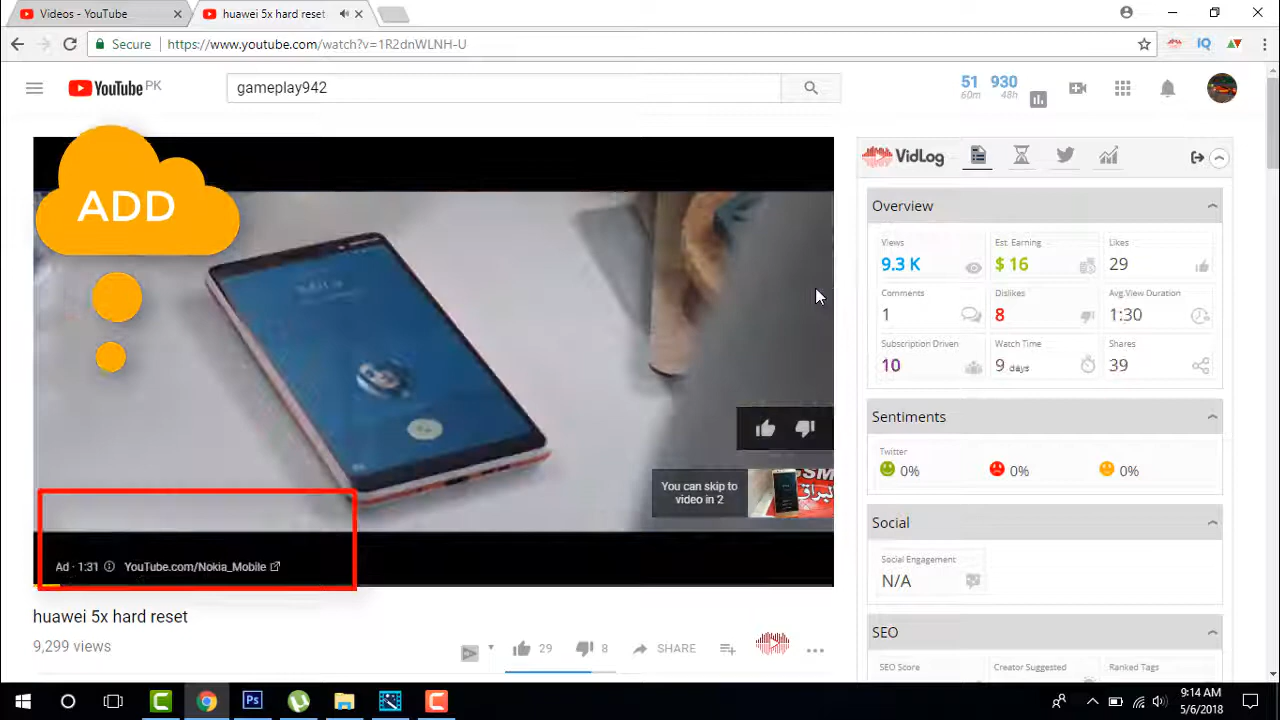 Videos - YouTube
huawei 5x hard reset
Secure
https://www.youtube.com/watch?v=1R2dnWLNH-U
IQ
YouTube PK
gameplay942
51 930
60m 48h
ADD
You can skip to
video in 2
Ad · 1:31
YouTube.com/Nokia_Mobile
huawei 5x hard reset
9,299 views
29
8
SHARE
VidLog
Overview
Views Est. Earning Likes
9.3 K $ 16 29
Comments Dislikes Avg.View Duration
1 8 1:30
Subscription Driven Watch Time Shares
10 9 days 39
Sentiments
Twitter
0% 0% 0%
Social
Social Engagement
N/A
SEO
SEO Score Creator Suggested Ranked Tags
Ps
9:14 AM
5/6/2018